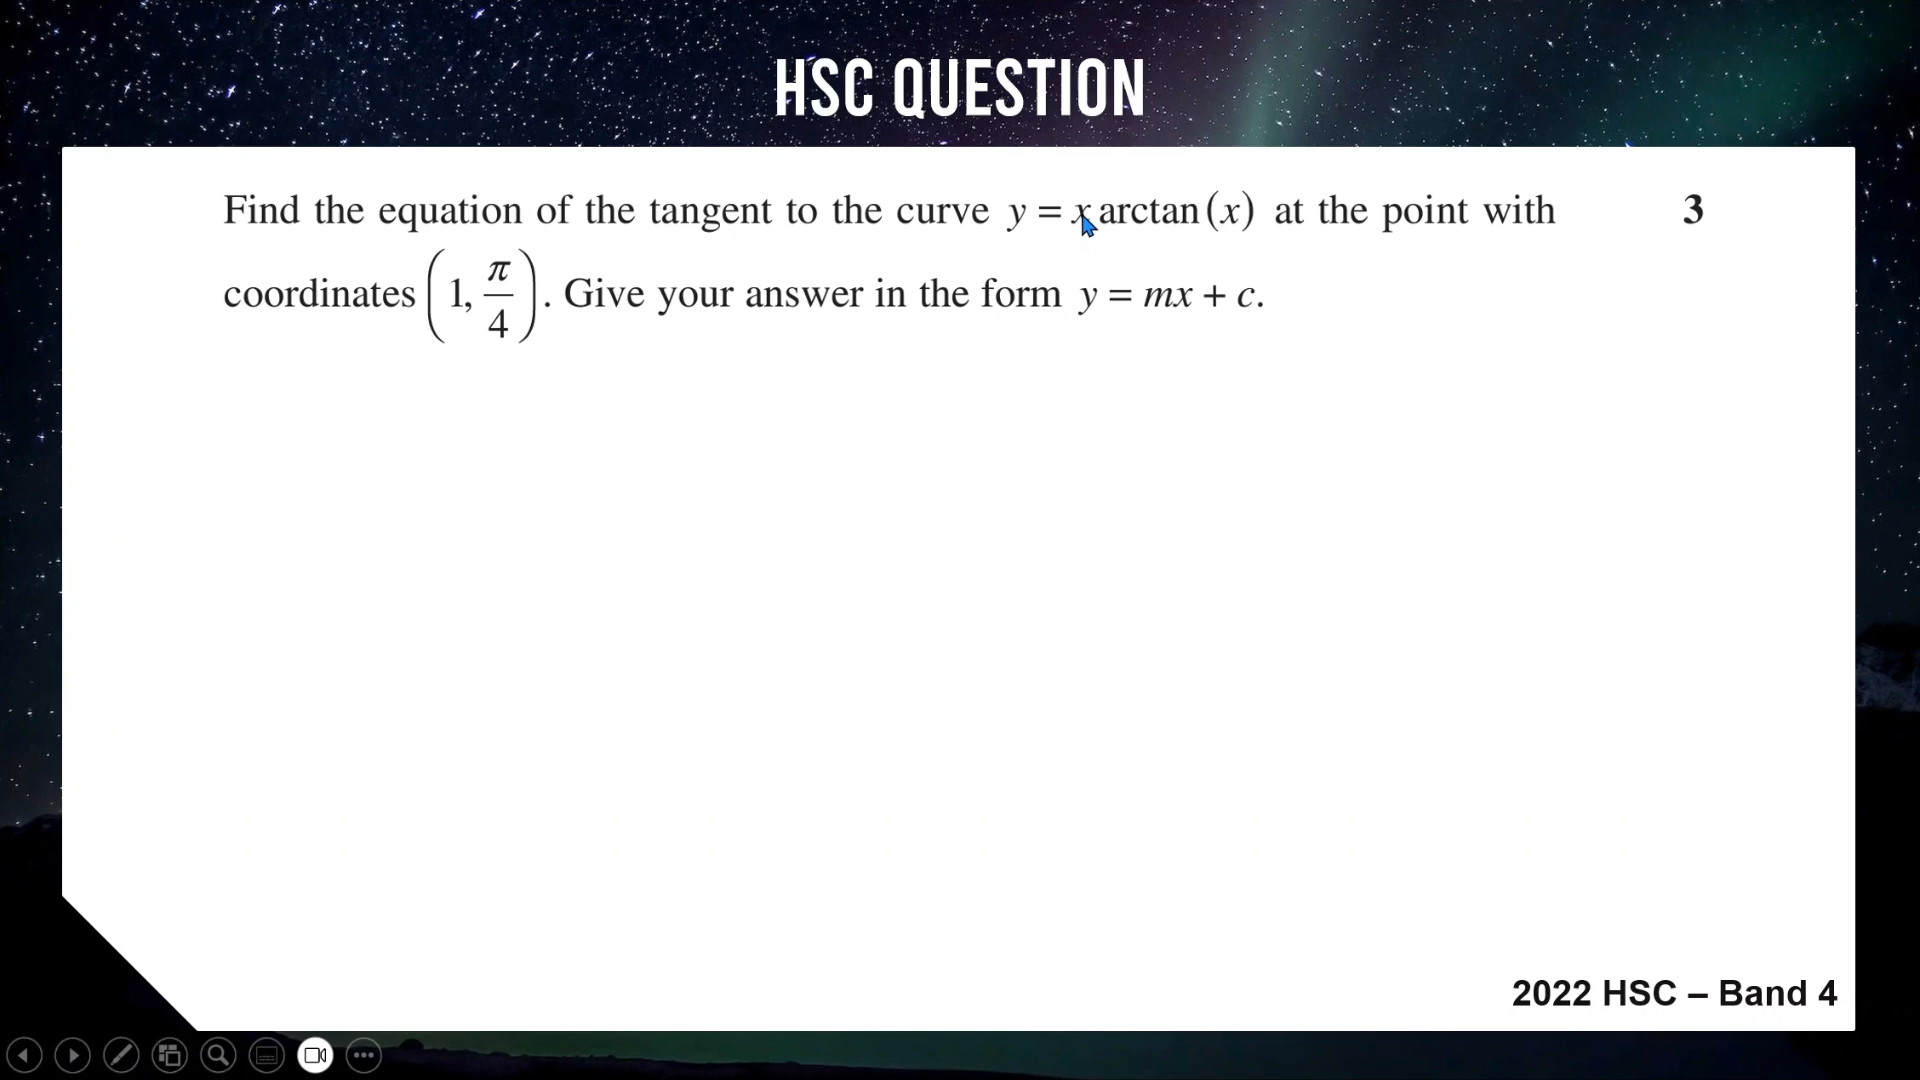 HSC QUESTION
Find the equation of the tangent to the curve y = x arctan(x) at the point with 3
coordinates (1, π/4). Give your answer in the form y = mx + c.
2022 HSC – Band 4